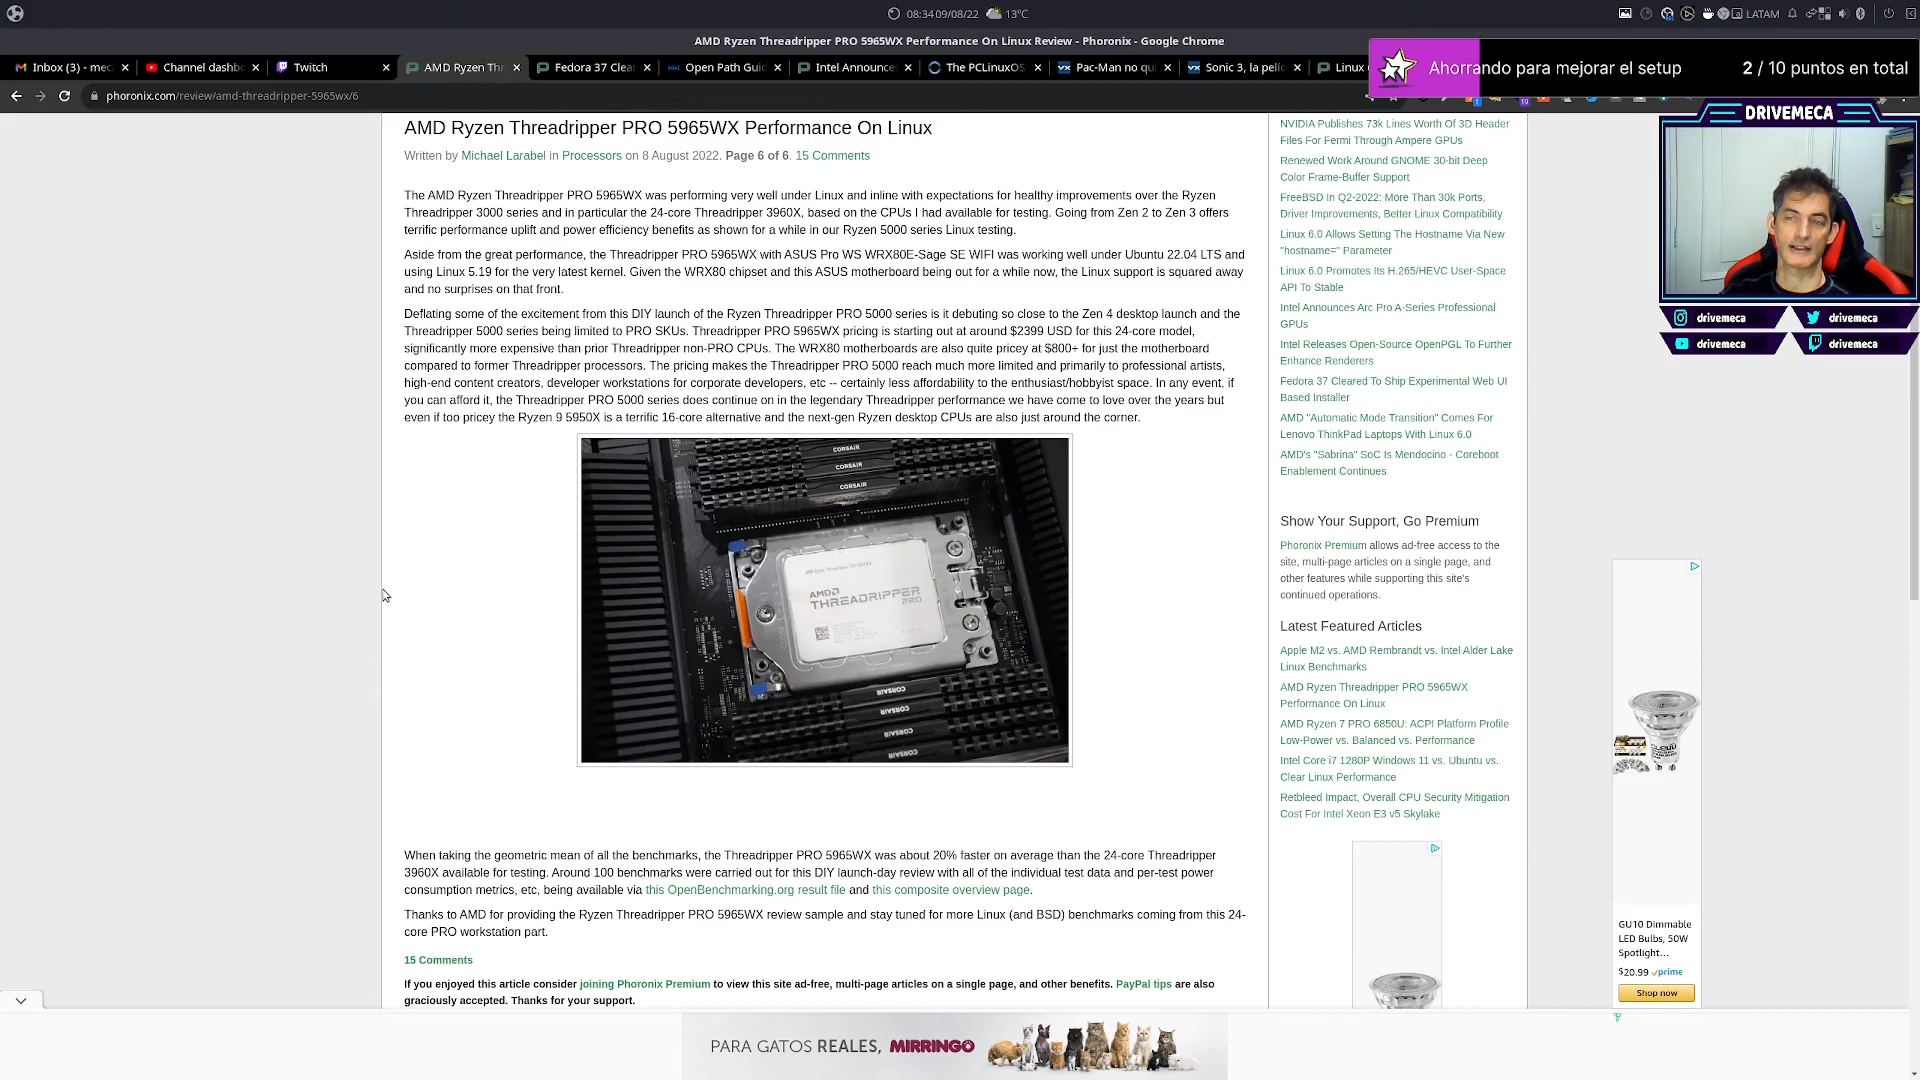 08:34 09/08/22
13°C
LATAM
AMD Ryzen Threadripper PRO 5965WX Performance On Linux Review - Phoronix - Google Chrome
Inbox (3) - mec
Channel dashbo
Twitch
AMD Ryzen Thr
Fedora 37 Clea
Open Path Guid
Intel Announce
The PCLinuxOS
Pac-Man no qui
Sonic 3, la pelíc
Linux
Ahorrando para mejorar el setup
2 / 10 puntos en total
phoronix.com/review/amd-threadripper-5965wx/6
AMD Ryzen Threadripper PRO 5965WX Performance On Linux
Written by Michael Larabel in Processors on 8 August 2022. Page 6 of 6. 15 Comments
The AMD Ryzen Threadripper PRO 5965WX was performing very well under Linux and inline with expectations for healthy improvements over the Ryzen
Threadripper 3000 series and in particular the 24-core Threadripper 3960X, based on the CPUs I had available for testing. Going from Zen 2 to Zen 3 offers
terrific performance uplift and power efficiency benefits as shown for a while in our Ryzen 5000 series Linux testing.
Aside from the great performance, the Threadripper PRO 5965WX with ASUS Pro WS WRX80E-Sage SE WIFI was working well under Ubuntu 22.04 LTS and
using Linux 5.19 for the very latest kernel. Given the WRX80 chipset and this ASUS motherboard being out for a while now, the Linux support is squared away
and no surprises on that front.
Deflating some of the excitement from this DIY launch of the Ryzen Threadripper PRO 5000 series is it debuting so close to the Zen 4 desktop launch and the
Threadripper 5000 series being limited to PRO SKUs. Threadripper PRO 5965WX pricing is starting out at around $2399 USD for this 24-core model,
significantly more expensive than prior Threadripper non-PRO CPUs. The WRX80 motherboards are also quite pricey at $800+ for just the motherboard
compared to former Threadripper processors. The pricing makes the Threadripper PRO 5000 reach much more limited and primarily to professional artists,
high-end content creators, developer workstations for corporate developers, etc -- certainly less affordability to the enthusiast/hobbyist space. In any event, if
you can afford it, the Threadripper PRO 5000 series does continue on in the legendary Threadripper performance we have come to love over the years but
even if too pricey the Ryzen 9 5950X is a terrific 16-core alternative and the next-gen Ryzen desktop CPUs are also just around the corner.
CORSAIR
CORSAIR
CORSAIR
AMD
THREADRIPPER
PRO
CORSAIR
CORSAIR
CORSAIR
CORSAIR
When taking the geometric mean of all the benchmarks, the Threadripper PRO 5965WX was about 20% faster on average than the 24-core Threadripper
3960X available for testing. Around 100 benchmarks were carried out for this DIY launch-day review with all of the individual test data and per-test power
consumption metrics, etc, being available via this OpenBenchmarking.org result file and this composite overview page.
Thanks to AMD for providing the Ryzen Threadripper PRO 5965WX review sample and stay tuned for more Linux (and BSD) benchmarks coming from this 24-
core PRO workstation part.
15 Comments
If you enjoyed this article consider joining Phoronix Premium to view this site ad-free, multi-page articles on a single page, and other benefits. PayPal tips are also
graciously accepted. Thanks for your support.
NVIDIA Publishes 73k Lines Worth Of 3D Header
Files For Fermi Through Ampere GPUs
Renewed Work Around GNOME 30-bit Deep
Color Frame-Buffer Support
FreeBSD In Q2-2022: More Than 30k Ports,
Driver Improvements, Better Linux Compatibility
Linux 6.0 Allows Setting The Hostname Via New
"hostname=" Parameter
Linux 6.0 Promotes Its H.265/HEVC User-Space
API To Stable
Intel Announces Arc Pro A-Series Professional
GPUs
Intel Releases Open-Source OpenPGL To Further
Enhance Renderers
Fedora 37 Cleared To Ship Experimental Web UI
Based Installer
AMD "Automatic Mode Transition" Comes For
Lenovo ThinkPad Laptops With Linux 6.0
AMD's "Sabrina" SoC Is Mendocino - Coreboot
Enablement Continues
Show Your Support, Go Premium
Phoronix Premium allows ad-free access to the
site, multi-page articles on a single page, and
other features while supporting this site's
continued operations.
Latest Featured Articles
Apple M2 vs. AMD Rembrandt vs. Intel Alder Lake
Linux Benchmarks
AMD Ryzen Threadripper PRO 5965WX
Performance On Linux
AMD Ryzen 7 PRO 6850U: ACPI Platform Profile
Low-Power vs. Balanced vs. Performance
Intel Core i7 1280P Windows 11 vs. Ubuntu vs.
Clear Linux Performance
Retbleed Impact, Overall CPU Security Mitigation
Cost For Intel Xeon E3 v5 Skylake
DRIVEMECA
drivemeca
drivemeca
drivemeca
drivemeca
GU10 Dimmable
LED Bulbs, 50W
Spotlight...
$20.99 prime
Shop now
PARA GATOS REALES, MIRRINGO